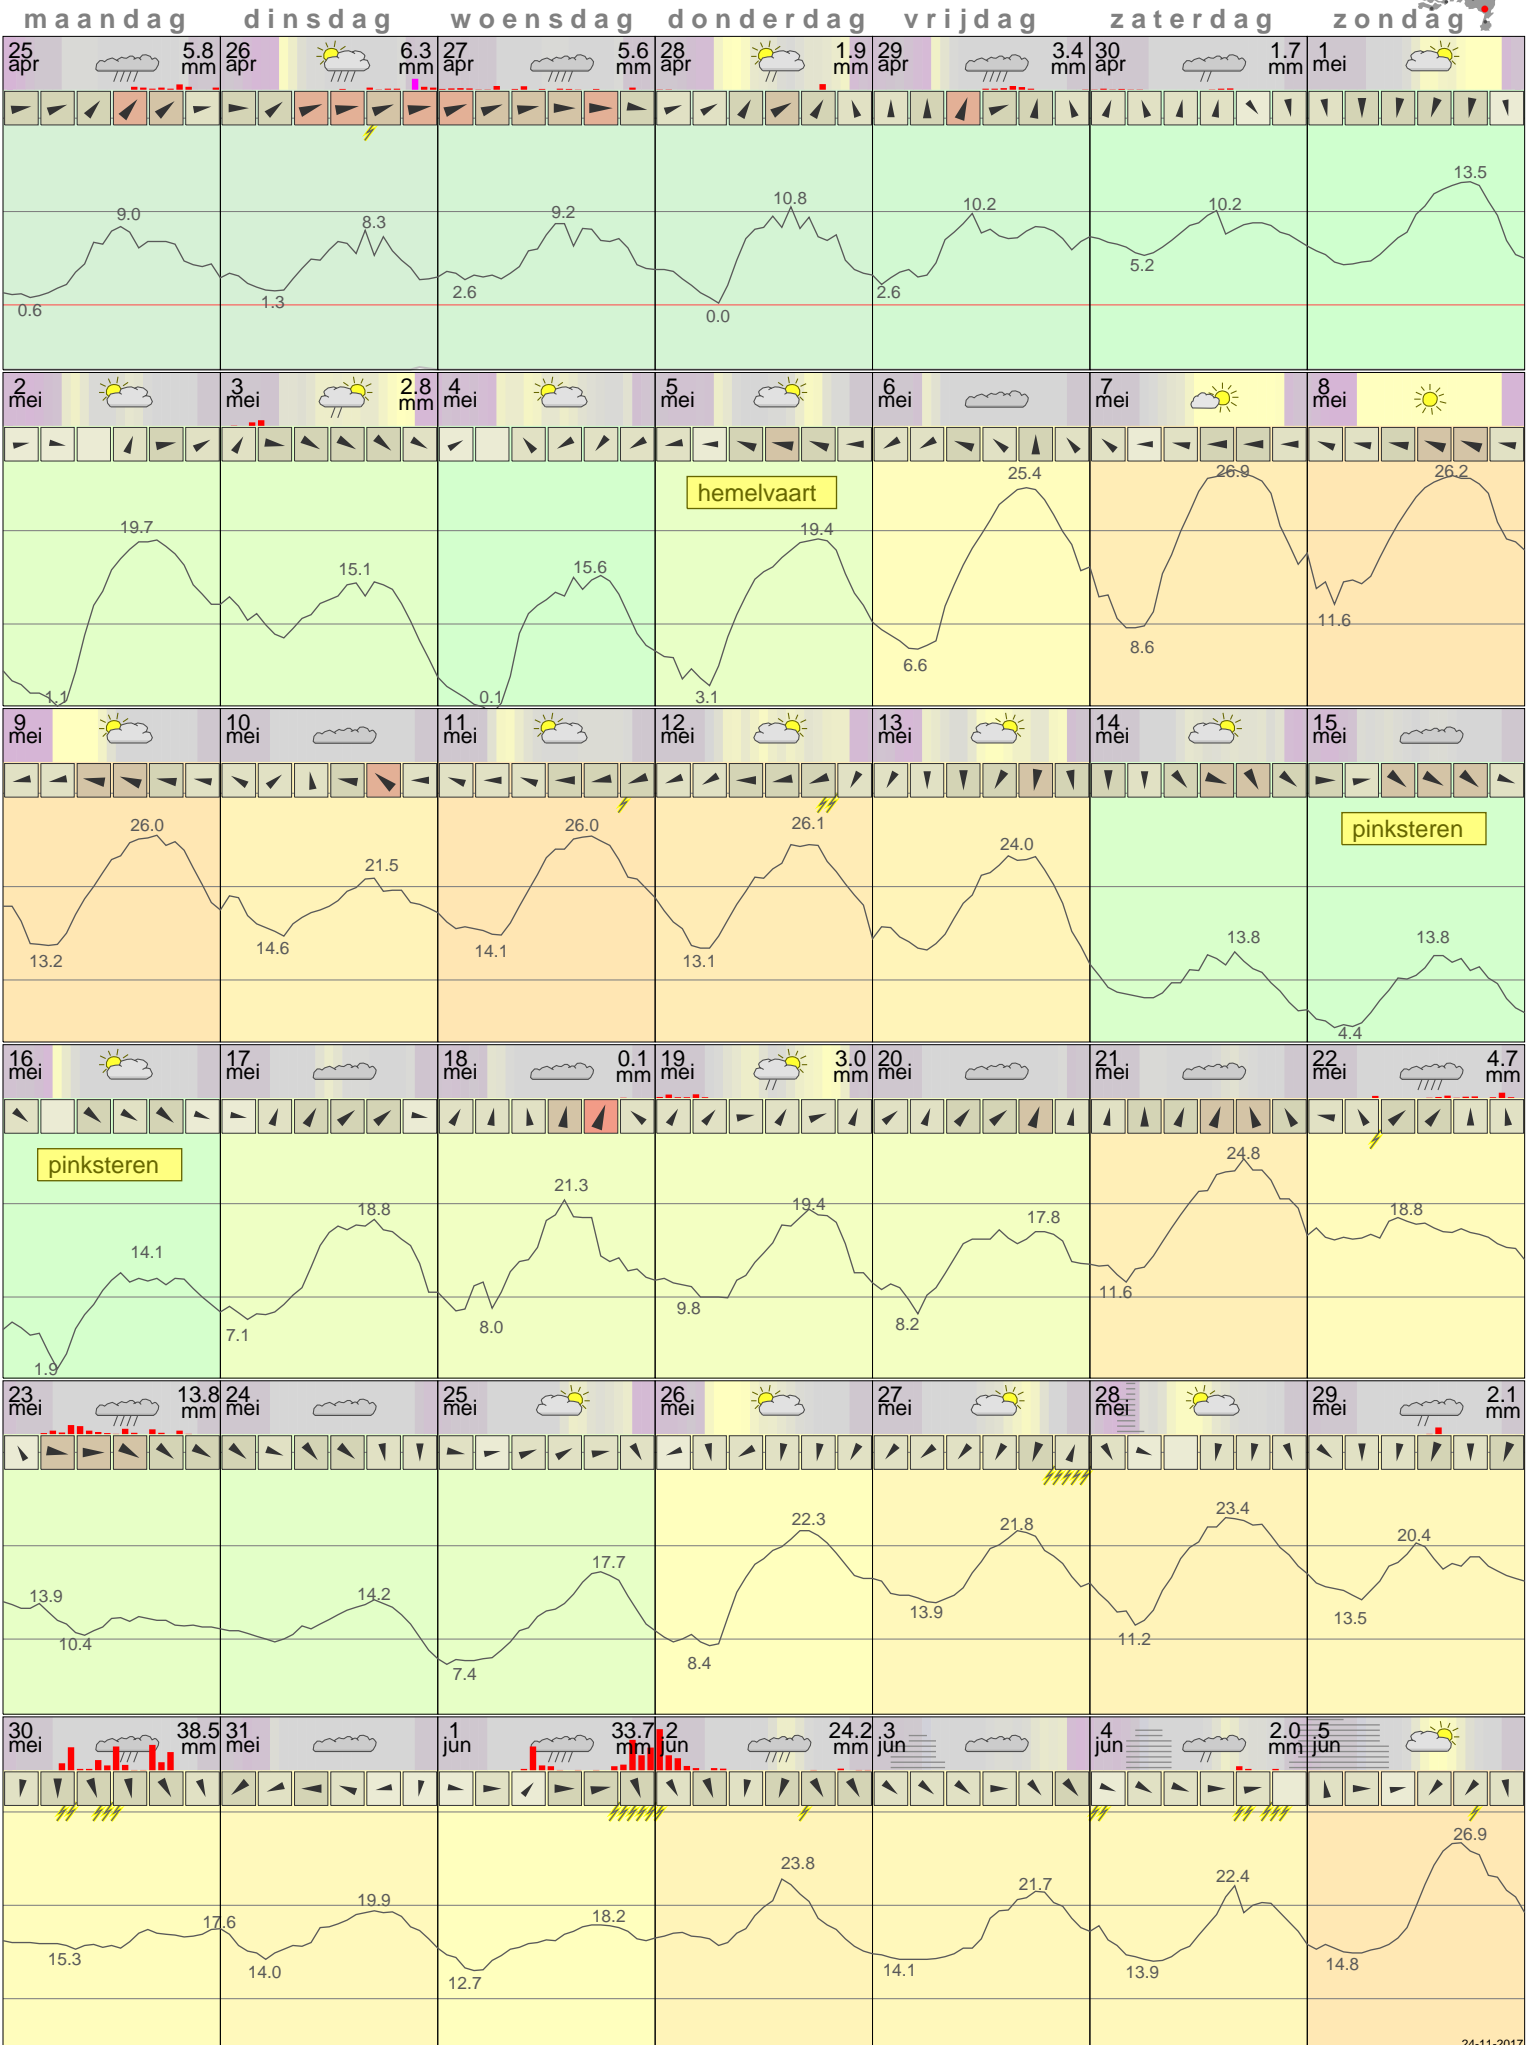 maandag dinsdag woensdag donderdag vrijdag zaterdag zondag
25 apr 5.8 mm 26 apr 6.3 mm 27 apr 5.6 mm 28 apr 1.9 mm 29 apr 3.4 mm 30 apr 1.7 mm 1 mei
9.0 8.3 9.2 10.8 10.2 10.2 13.5
0.6 1.3 2.6 0.0 2.6 5.2
2 mei 3 mei 2.8 mm 4 mei 5 mei 6 mei 7 mei 8 mei
hemelvaart
19.7 15.1 15.6 19.4 25.4 26.9 26.2
1.1 0.1 3.1 6.6 8.6 11.6
9 mei 10 mei 11 mei 12 mei 13 mei 14 mei 15 mei
pinksteren
26.0 21.5 26.0 26.1 24.0 13.8 13.8
13.2 14.6 14.1 13.1 4.4
16 mei 17 mei 18 mei 0.1 mm 19 mei 3.0 mm 20 mei 21 mei 22 mei 4.7 mm
pinksteren
14.1 18.8 21.3 19.4 17.8 24.8 18.8
1.9 7.1 8.0 9.8 8.2 11.6
23 mei 13.8 mm 24 mei 25 mei 26 mei 27 mei 28 mei 29 mei 2.1 mm
13.9 14.2 17.7 22.3 21.8 23.4 20.4
10.4 7.4 8.4 13.9 11.2 13.5
30 mei 38.5 mm 31 mei 1 jun 33.7 mm 2 jun 24.2 mm 3 jun 4 jun 2.0 mm 5 jun
17.6 19.9 18.2 23.8 21.7 22.4 26.9
15.3 14.0 12.7 14.1 13.9 14.8
24-11-2017